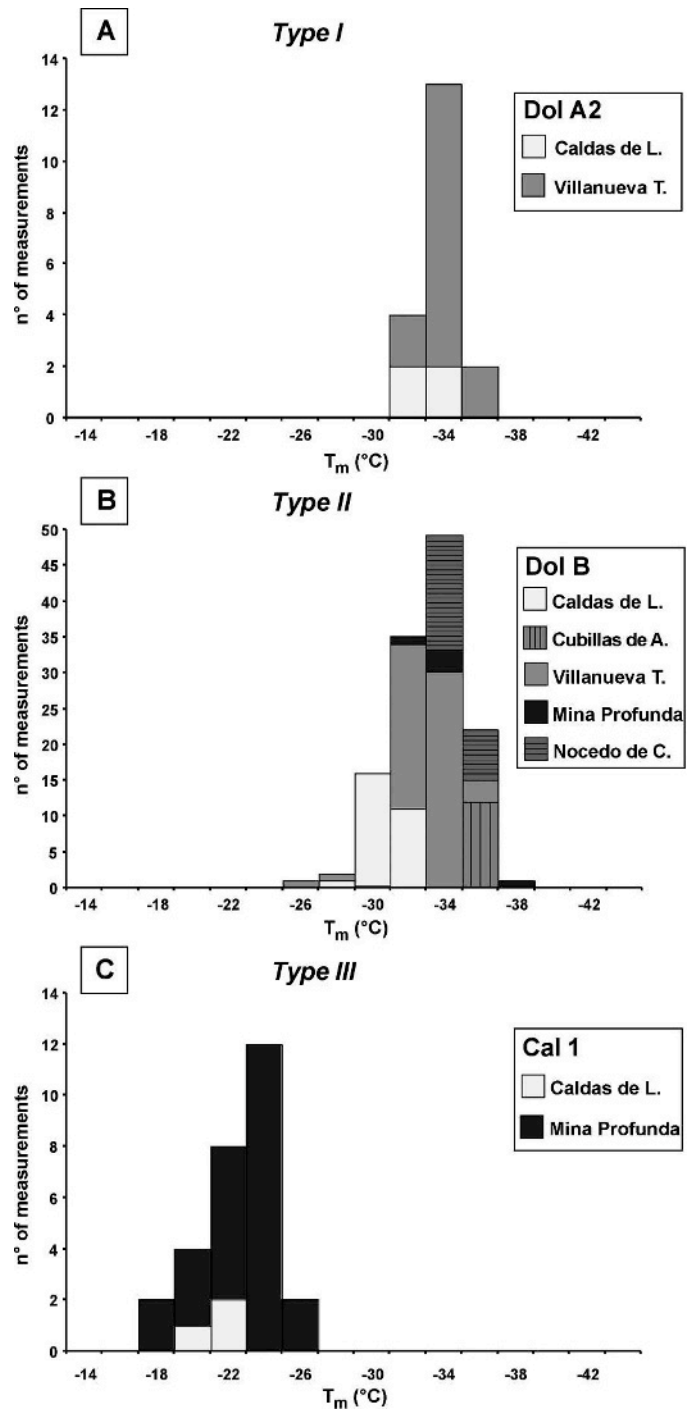 A
Type I
14
12
10
8
6
4
2
0
n° of measurements
-14 -18 -22 -26 -30 -34 -38 -42
Tm (°C)
Dol A2
Caldas de L.
Villanueva T.
B
Type II
50
45
40
35
30
25
20
15
10
5
0
n° of measurements
-14 -18 -22 -26 -30 -34 -38 -42
Tm (°C)
Dol B
Caldas de L.
Cubillas de A.
Villanueva T.
Mina Profunda
Nocedo de C.
C
Type III
14
12
10
8
6
4
2
0
n° of measurements
-14 -18 -22 -26 -30 -34 -38 -42
Tm (°C)
Cal 1
Caldas de L.
Mina Profunda